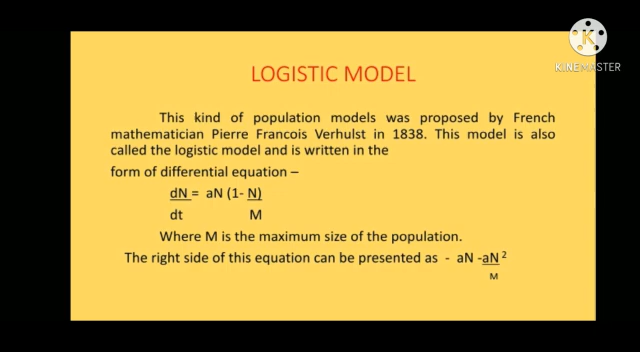 K
KINEMASTER
LOGISTIC MODEL
This kind of population models was proposed by French
mathematician Pierre Francois Verhulst in 1838. This model is also
called the logistic model and is written in the
form of differential equation –
dN = aN (1- N)
dt M
Where M is the maximum size of the population.
The right side of this equation can be presented as - aN -aN 2
M